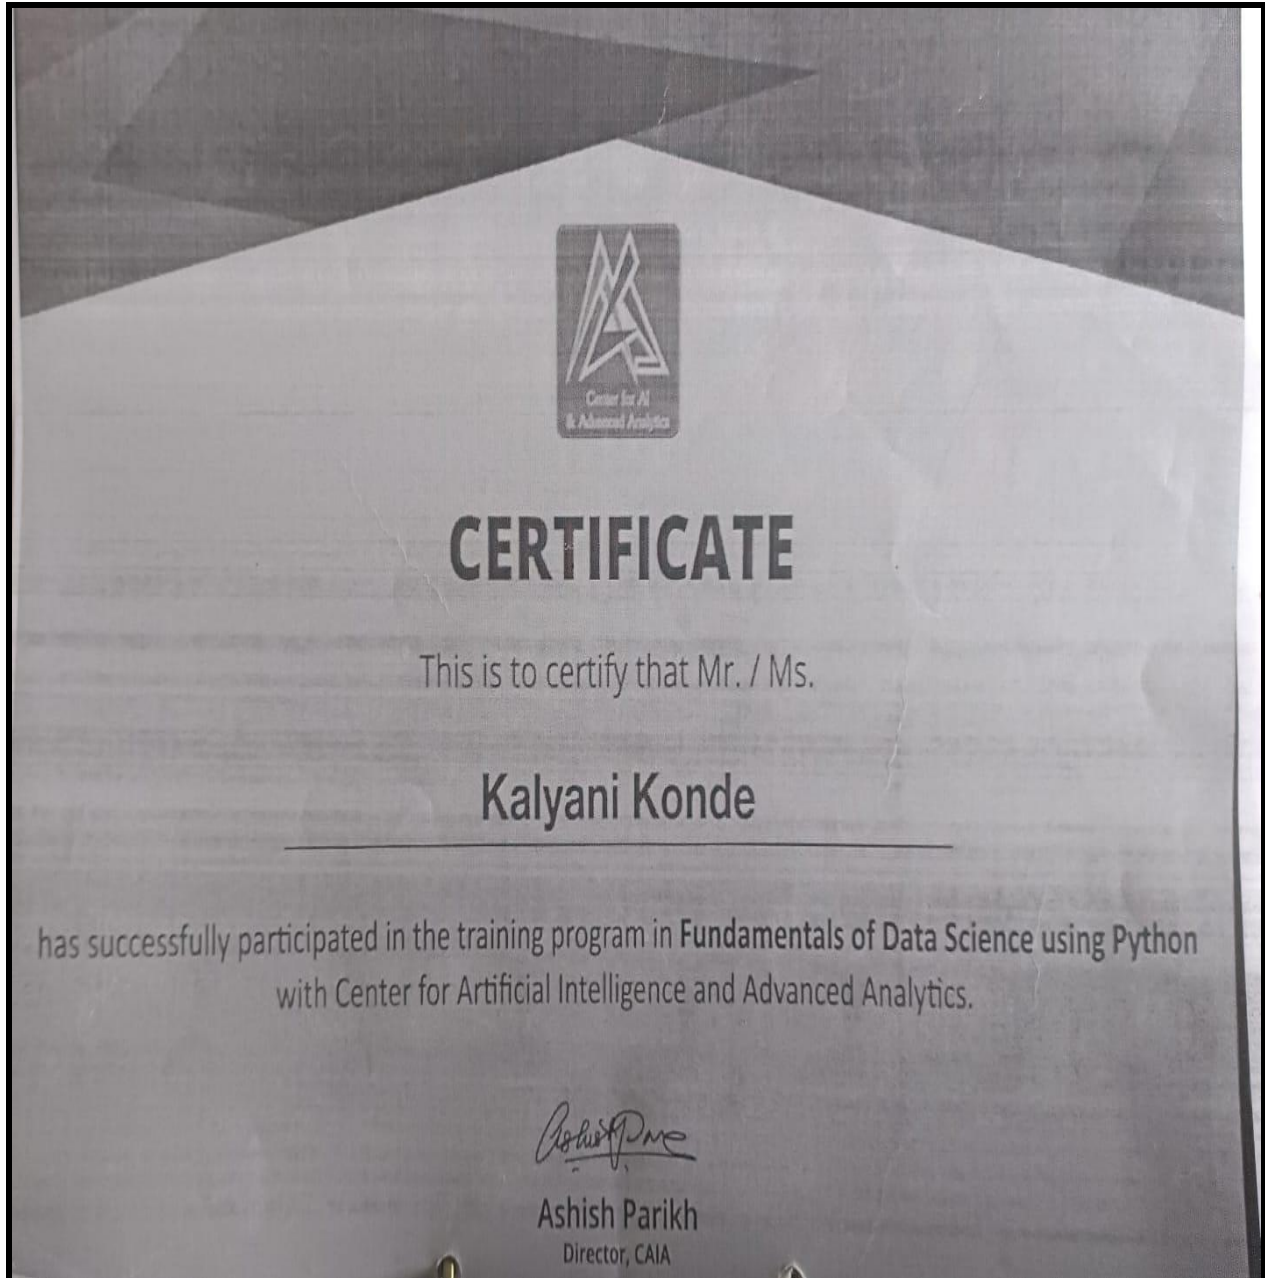 Center for AI
& Advanced Analytics
CERTIFICATE
This is to certify that Mr. / Ms.
Kalyani Konde
has successfully participated in the training program in Fundamentals of Data Science using Python
with Center for Artificial Intelligence and Advanced Analytics.
Ashish Parikh
Director, CAIA